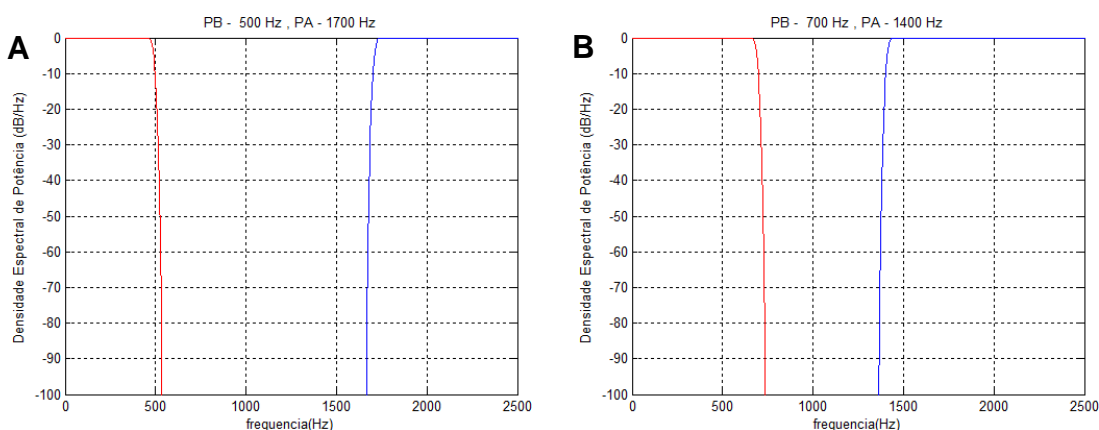 A
PB -  500 Hz , PA - 1700 Hz
Densidade Espectral de Potência (dB/Hz)
0
-10
-20
-30
-40
-50
-60
-70
-80
-90
-100
0 500 1000 1500 2000 2500
frequencia(Hz)
B
PB -  700 Hz , PA - 1400 Hz
Densidade Espectral de Potência (dB/Hz)
0
-10
-20
-30
-40
-50
-60
-70
-80
-90
-100
0 500 1000 1500 2000 2500
frequencia(Hz)